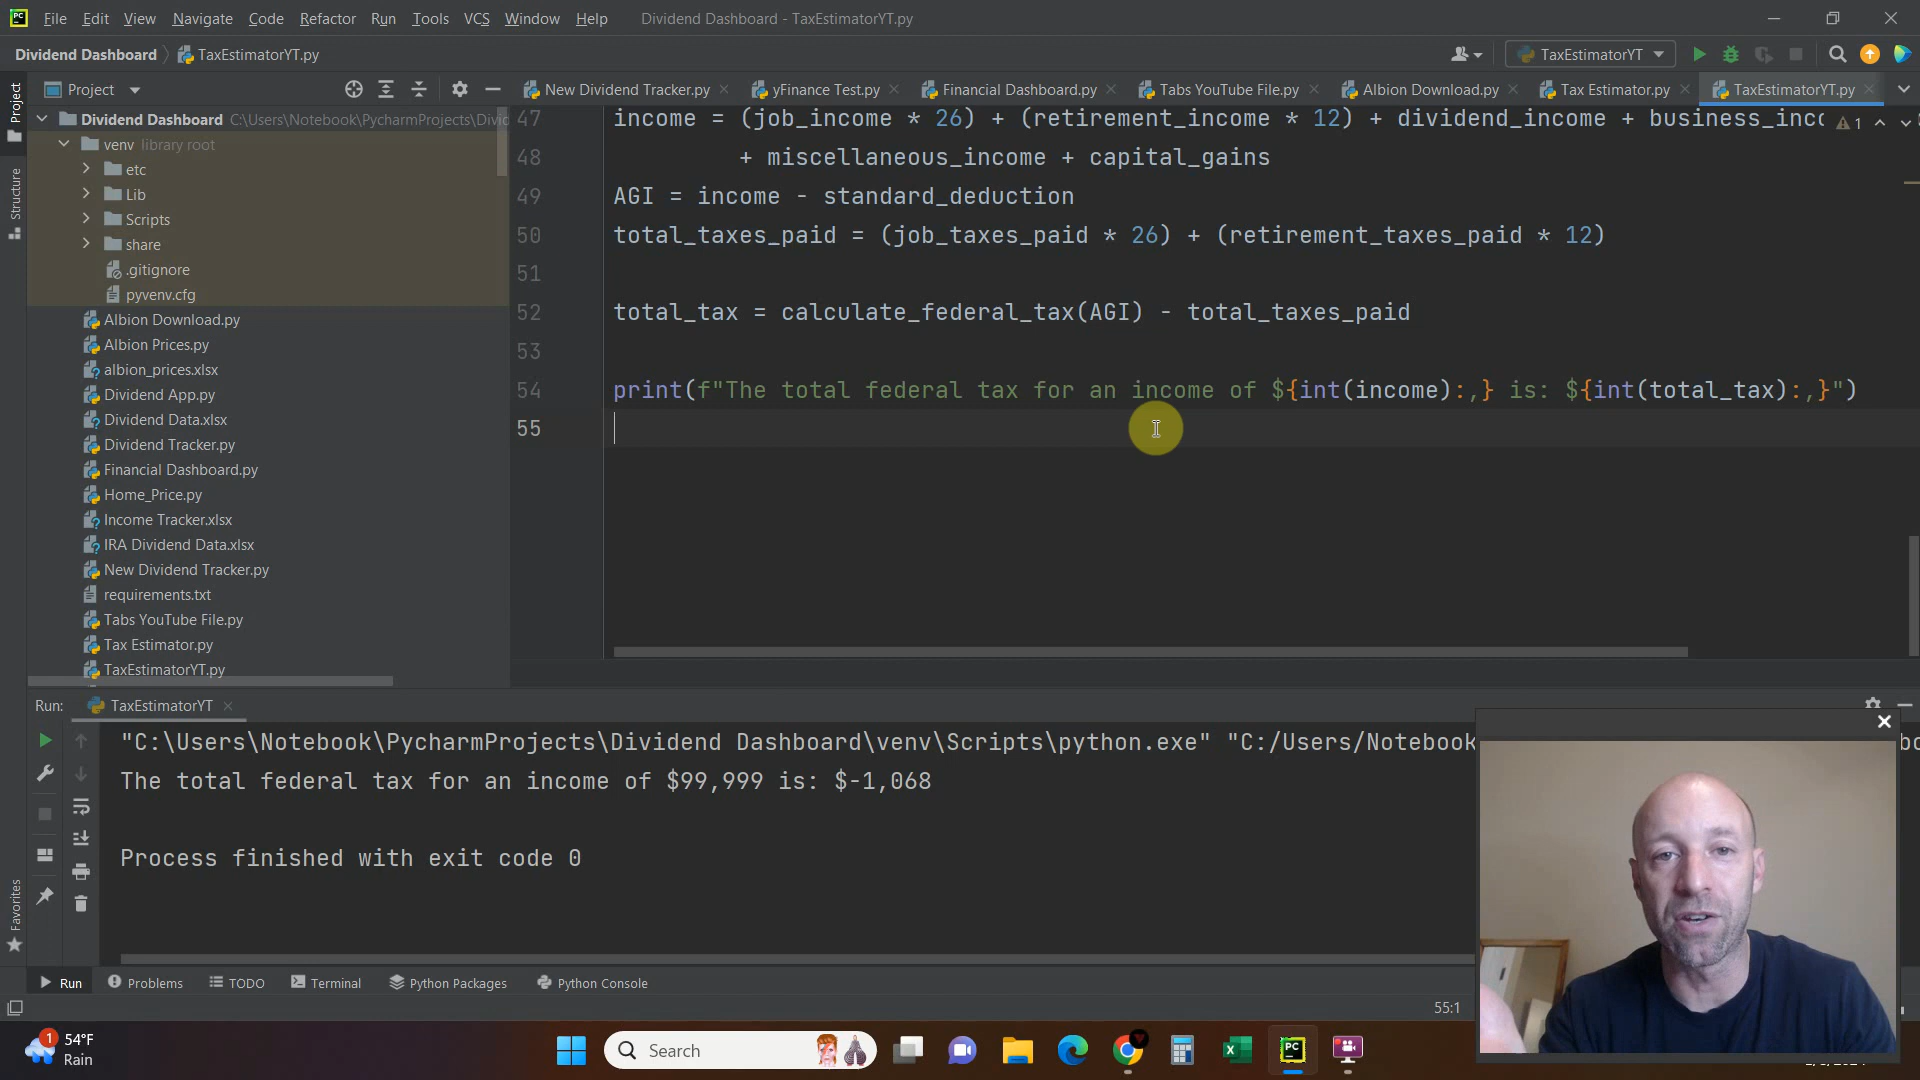 File Edit View Navigate Code Refactor Run Tools VCS Window Help Dividend Dashboard - TaxEstimatorYT.py
Dividend Dashboard TaxEstimatorYT.py TaxEstimatorYT
Project New Dividend Tracker.py yFinance Test.py Financial Dashboard.py Tabs YouTube File.py Albion Download.py Tax Estimator.py TaxEstimatorYT.py
Project
Structure
Favorites
Dividend Dashboard C:\Users\Notebook\PycharmProjects\Divid
venv library root
etc
Lib
Scripts
share
.gitignore
pyvenv.cfg
Albion Download.py
Albion Prices.py
albion_prices.xlsx
Dividend App.py
Dividend Data.xlsx
Dividend Tracker.py
Financial Dashboard.py
Home_Price.py
Income Tracker.xlsx
IRA Dividend Data.xlsx
New Dividend Tracker.py
requirements.txt
Tabs YouTube File.py
Tax Estimator.py
TaxEstimatorYT.py
47 income = (job_income * 26) + (retirement_income * 12) + dividend_income + business_inc
1
48 + miscellaneous_income + capital_gains
49 AGI = income - standard_deduction
50 total_taxes_paid = (job_taxes_paid * 26) + (retirement_taxes_paid * 12)
51
52 total_tax = calculate_federal_tax(AGI) - total_taxes_paid
53
54 print(f"The total federal tax for an income of ${int(income):,} is: ${int(total_tax):,}")
55
Run: TaxEstimatorYT
"C:\Users\Notebook\PycharmProjects\Dividend Dashboard\venv\Scripts\python.exe" "C:/Users/Notebook
The total federal tax for an income of $99,999 is: $-1,068
Process finished with exit code 0
Run Problems TODO Terminal Python Packages Python Console
55:1
1 54°F
Rain
Search
PC